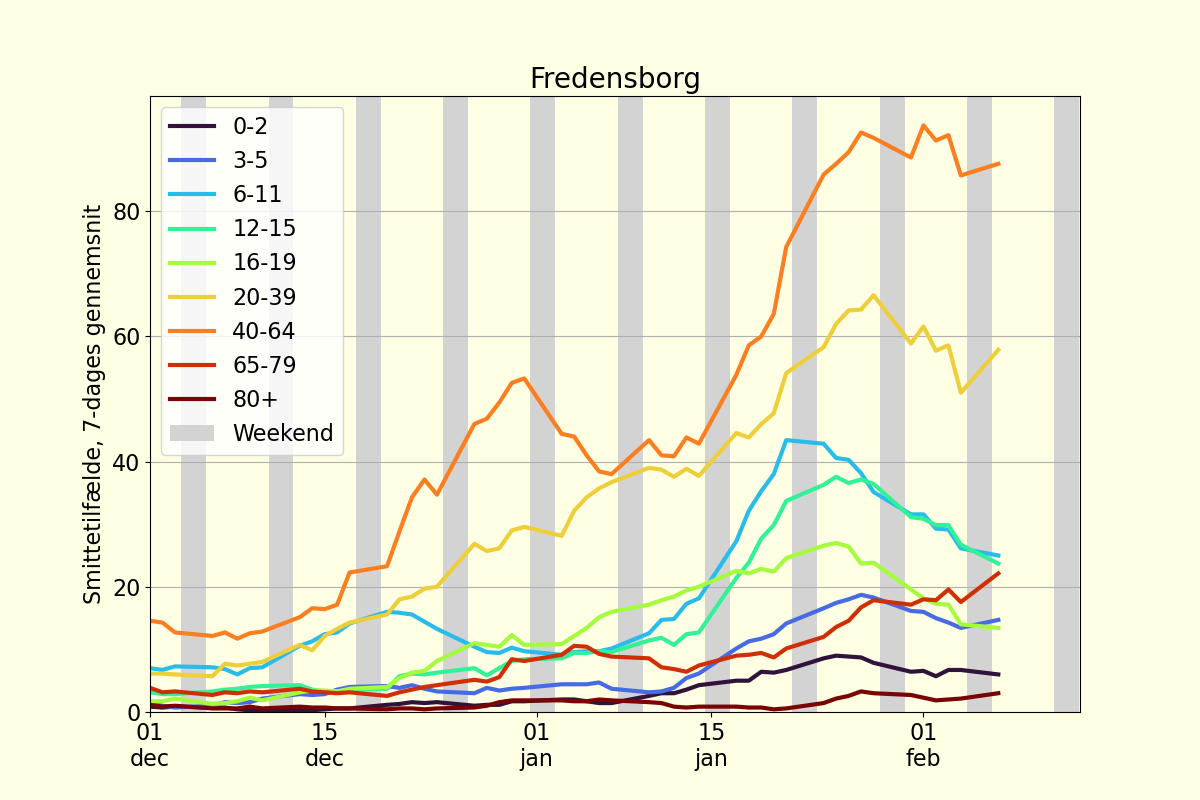 Fredensborg
Smittetilfælde, 7-dages gennemsnit
80
60
40
20
0
0-2
3-5
6-11
12-15
16-19
20-39
40-64
65-79
80+
Weekend
01
dec
15
dec
01
jan
15
jan
01
feb